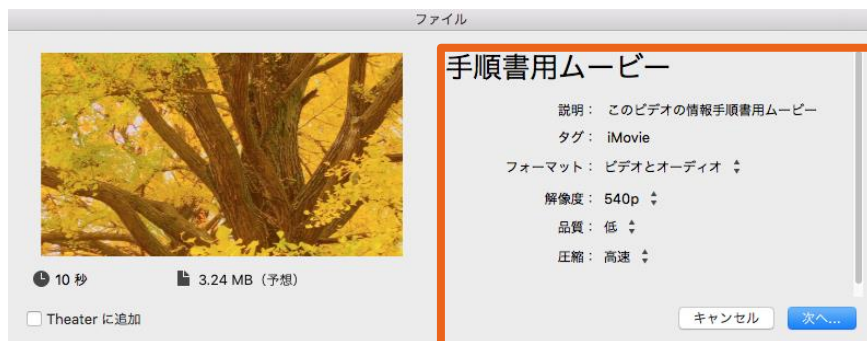 ファイル
手順書用ムービー
説明： このビデオの情報手順書用ムービー
タグ： iMovie
フォーマット： ビデオとオーディオ
解像度： 540p
品質： 低
圧縮： 高速
10 秒 3.24 MB（予想）
Theater に追加
キャンセル 次へ...